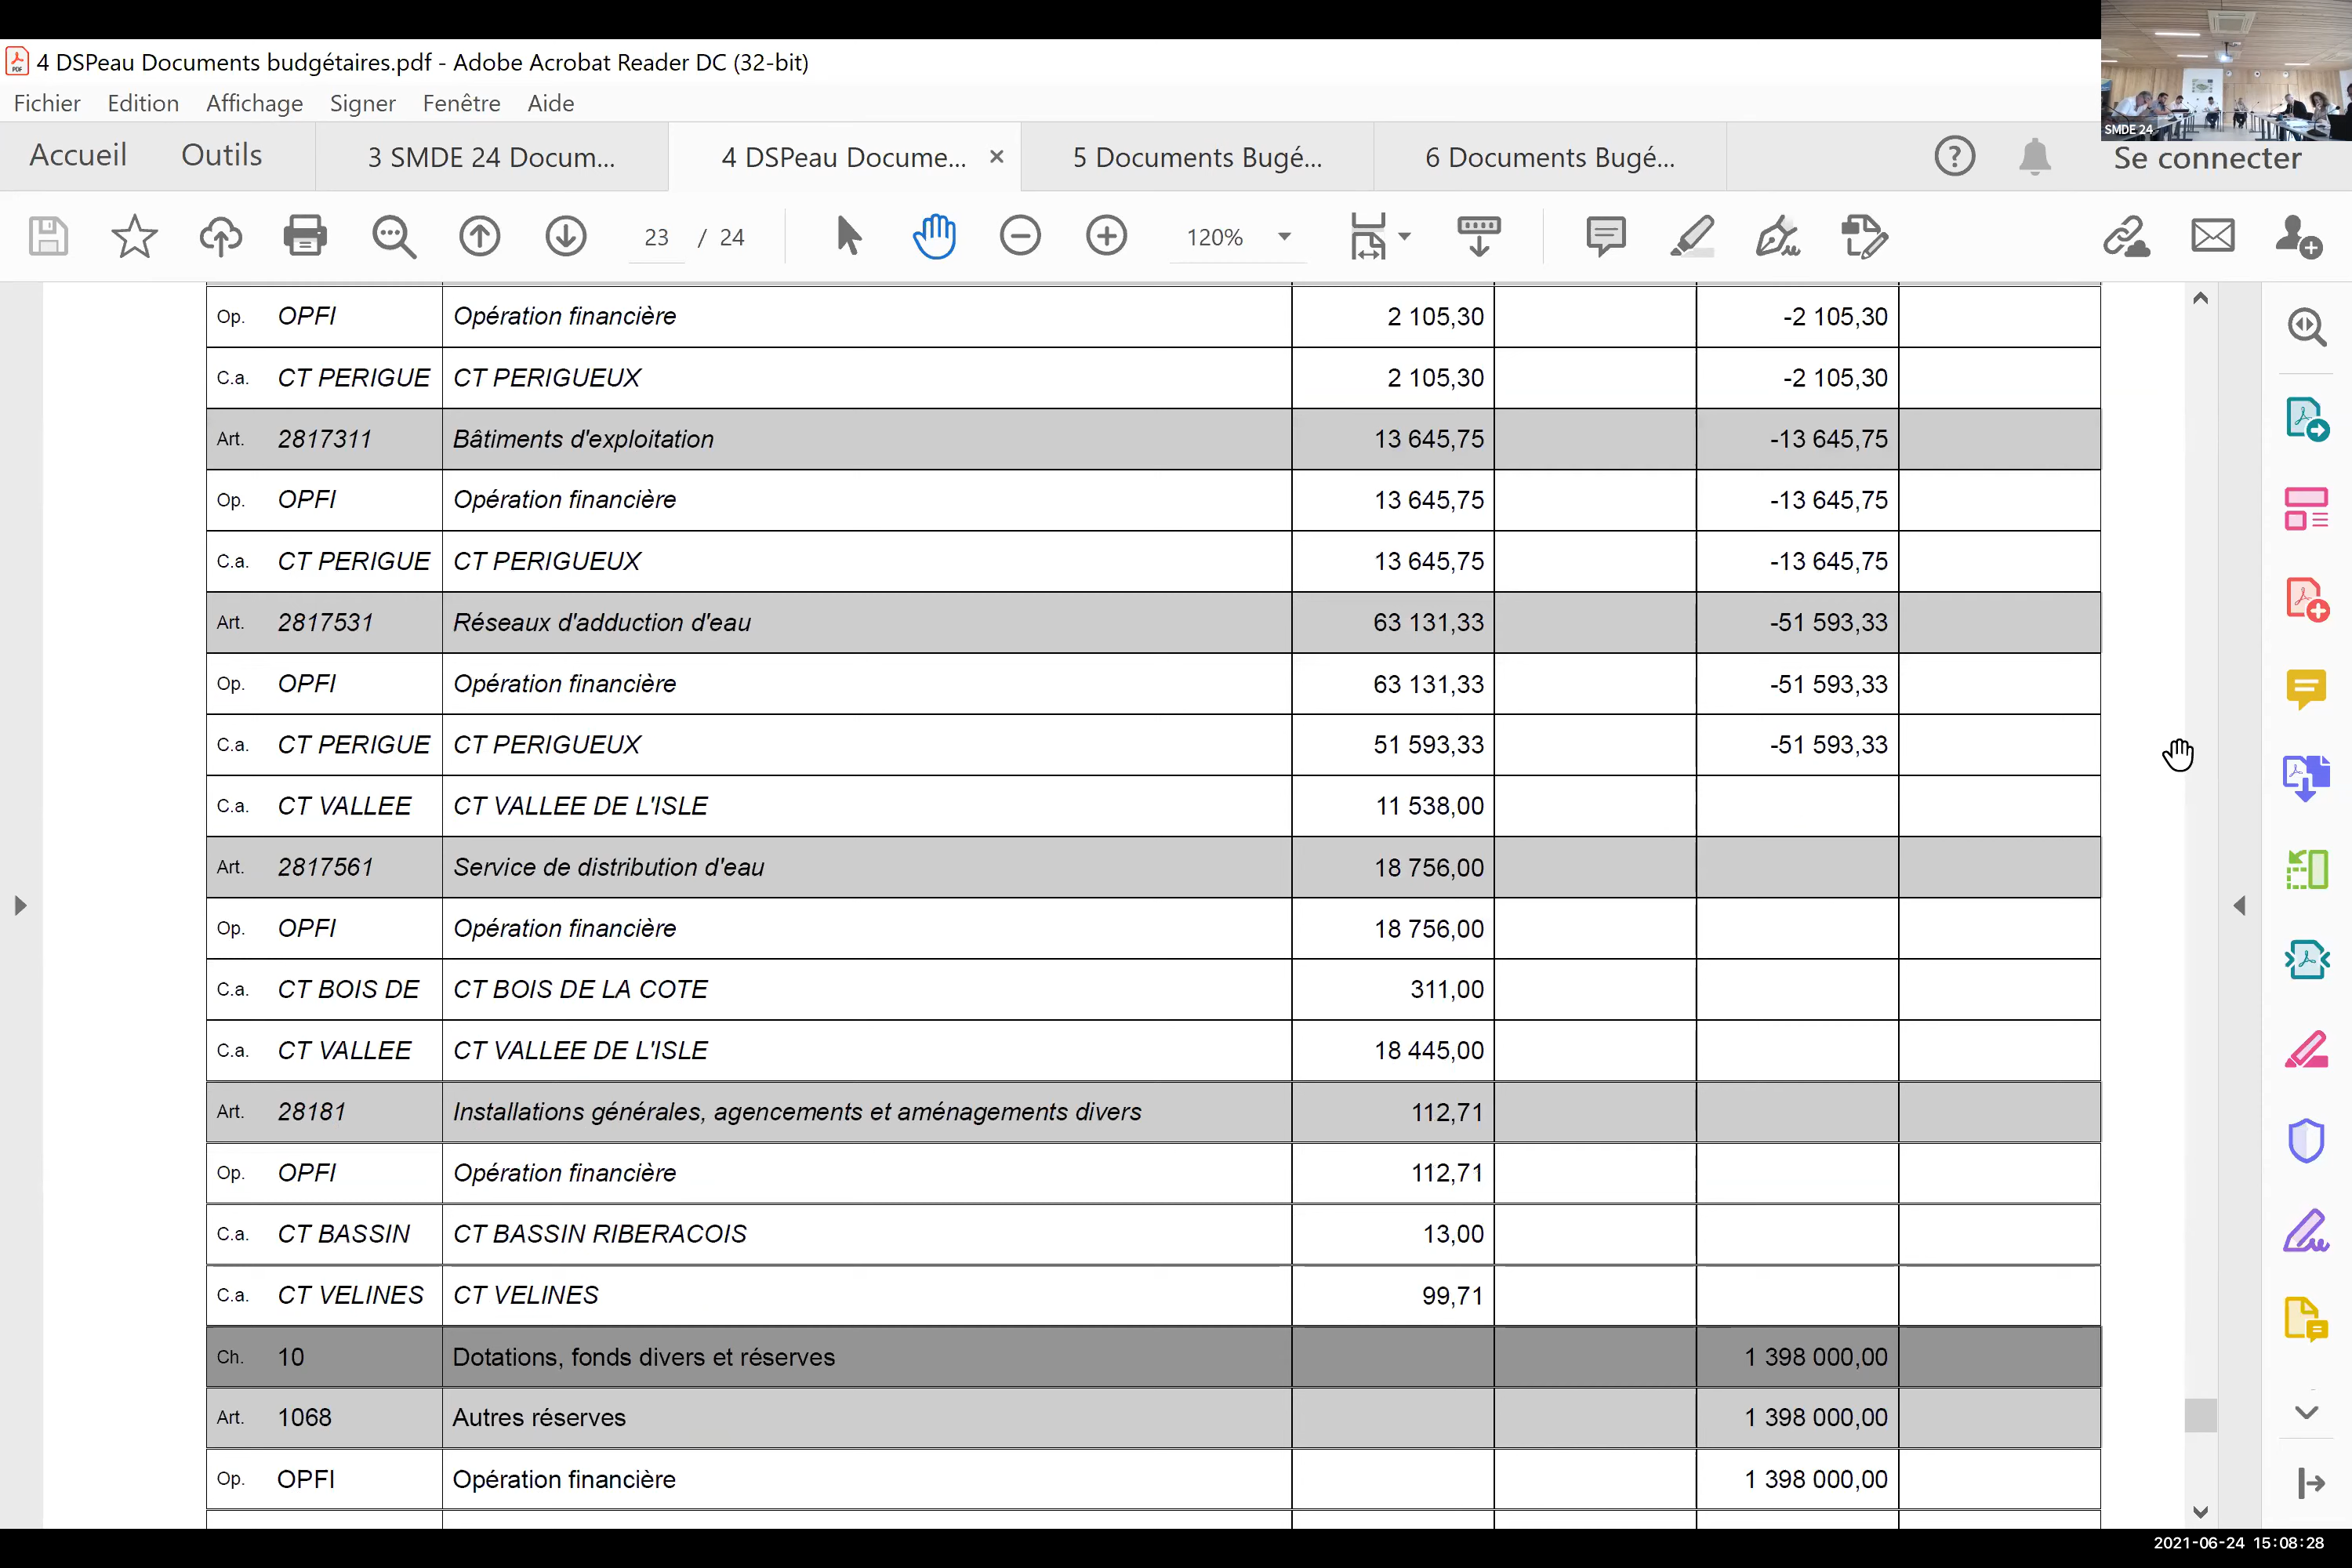 4 DSPeau Documents budgétaires.pdf - Adobe Acrobat Reader DC (32-bit)
SMDE 24
Fichier Edition Affichage Signer Fenêtre Aide
Accueil Outils 3 SMDE 24 Docum... 4 DSPeau Docume... × 5 Documents Bugé... 6 Documents Bugé... Se connecter
23 / 24 120%
Op. OPFI Opération financière 2 105,30 -2 105,30
C.a. CT PERIGUE CT PERIGUEUX 2 105,30 -2 105,30
Art. 2817311 Bâtiments d'exploitation 13 645,75 -13 645,75
Op. OPFI Opération financière 13 645,75 -13 645,75
C.a. CT PERIGUE CT PERIGUEUX 13 645,75 -13 645,75
Art. 2817531 Réseaux d'adduction d'eau 63 131,33 -51 593,33
Op. OPFI Opération financière 63 131,33 -51 593,33
C.a. CT PERIGUE CT PERIGUEUX 51 593,33 -51 593,33
C.a. CT VALLEE CT VALLEE DE L'ISLE 11 538,00
Art. 2817561 Service de distribution d'eau 18 756,00
Op. OPFI Opération financière 18 756,00
C.a. CT BOIS DE CT BOIS DE LA COTE 311,00
C.a. CT VALLEE CT VALLEE DE L'ISLE 18 445,00
Art. 28181 Installations générales, agencements et aménagements divers 112,71
Op. OPFI Opération financière 112,71
C.a. CT BASSIN CT BASSIN RIBERACOIS 13,00
C.a. CT VELINES CT VELINES 99,71
Ch. 10 Dotations, fonds divers et réserves 1 398 000,00
Art. 1068 Autres réserves 1 398 000,00
Op. OPFI Opération financière 1 398 000,00
2021-06-24 15:08:28